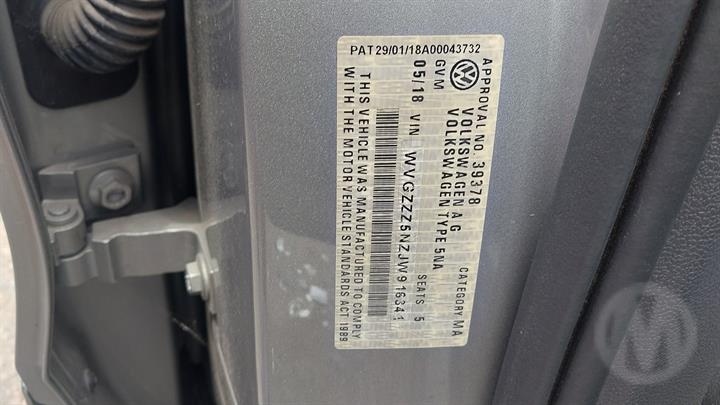 APPROVAL NO. 39378 CATEGORY MA
VOLKSWAGEN AG
VOLKSWAGEN TYPE 5NA
GVM SEATS 5
05/18 VIN WVGZZZ5NZJW916341
THIS VEHICLE WAS MANUFACTURED TO COMPLY
WITH THE MOTOR VEHICLE STANDARDS ACT 1989
PAT29/01/18A00043732